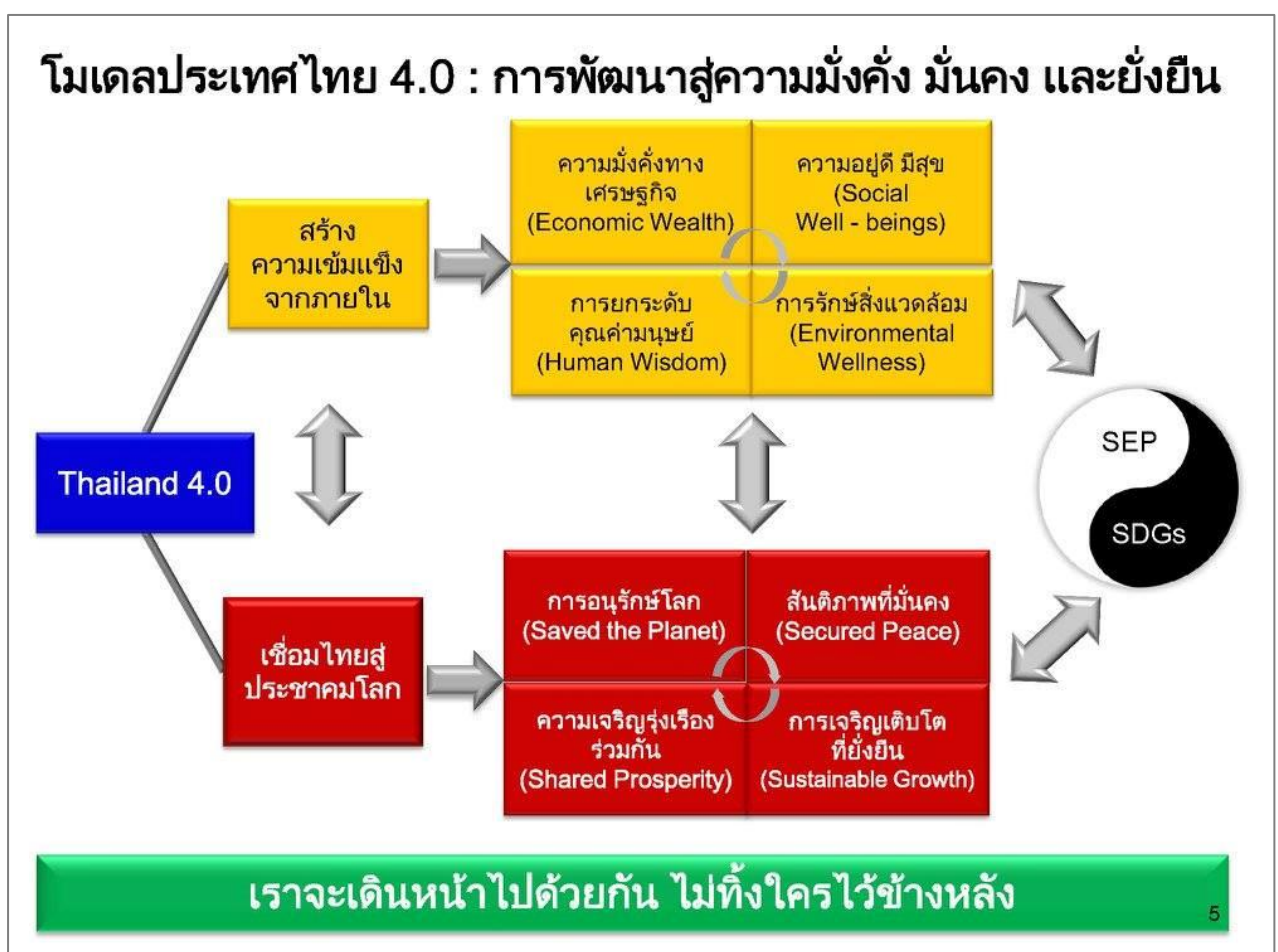 โมเดลประเทศไทย 4.0 : การพัฒนาสู่ความมั่งคั่ง มั่นคง และยั่งยืน
Thailand 4.0
สร้าง
ความเข้มแข็ง
จากภายใน
ความมั่งคั่งทาง
เศรษฐกิจ
(Economic Wealth)
ความอยู่ดี มีสุข
(Social
Well - beings)
การยกระดับ
คุณค่ามนุษย์
(Human Wisdom)
การรักษ์สิ่งแวดล้อม
(Environmental
Wellness)
เชื่อมไทยสู่
ประชาคมโลก
การอนุรักษ์โลก
(Saved the Planet)
สันติภาพที่มั่นคง
(Secured Peace)
ความเจริญรุ่งเรือง
ร่วมกัน
(Shared Prosperity)
การเจริญเติบโต
ที่ยั่งยืน
(Sustainable Growth)
SEP
SDGs
เราจะเดินหน้าไปด้วยกัน ไม่ทิ้งใครไว้ข้างหลัง
5